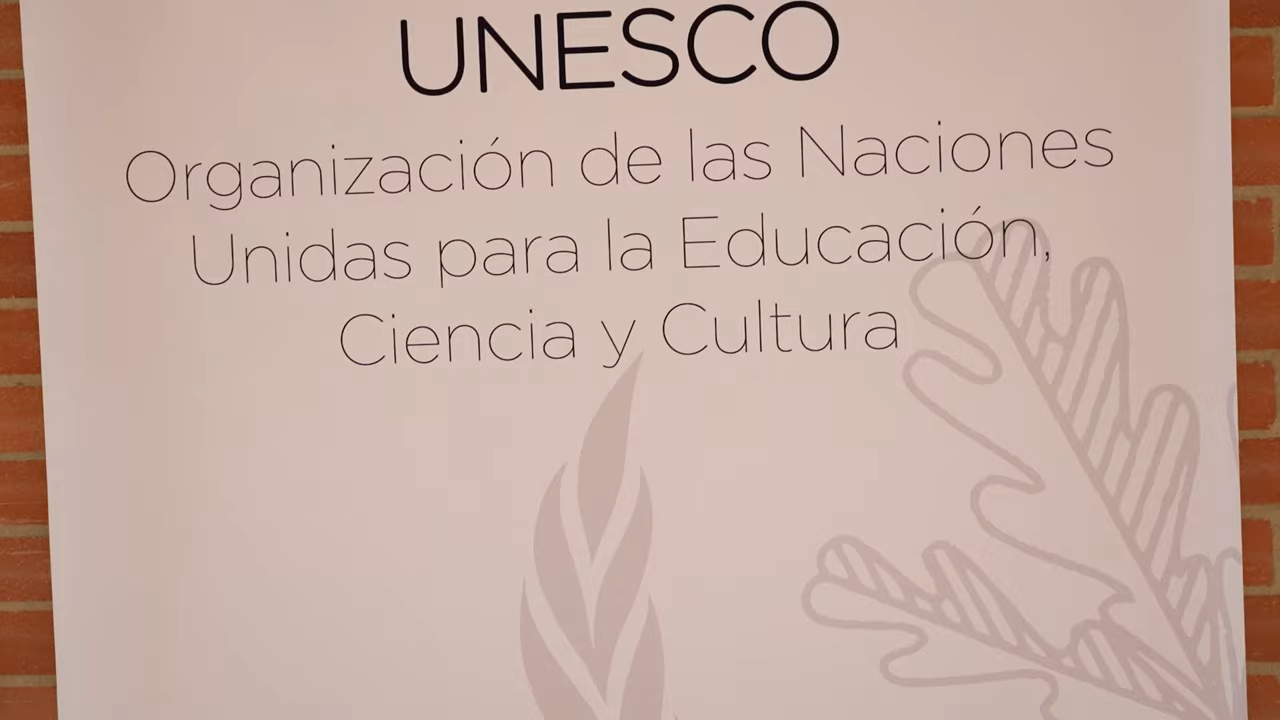 UNESCO
Organización de las Naciones
Unidas para la Educación,
Ciencia y Cultura